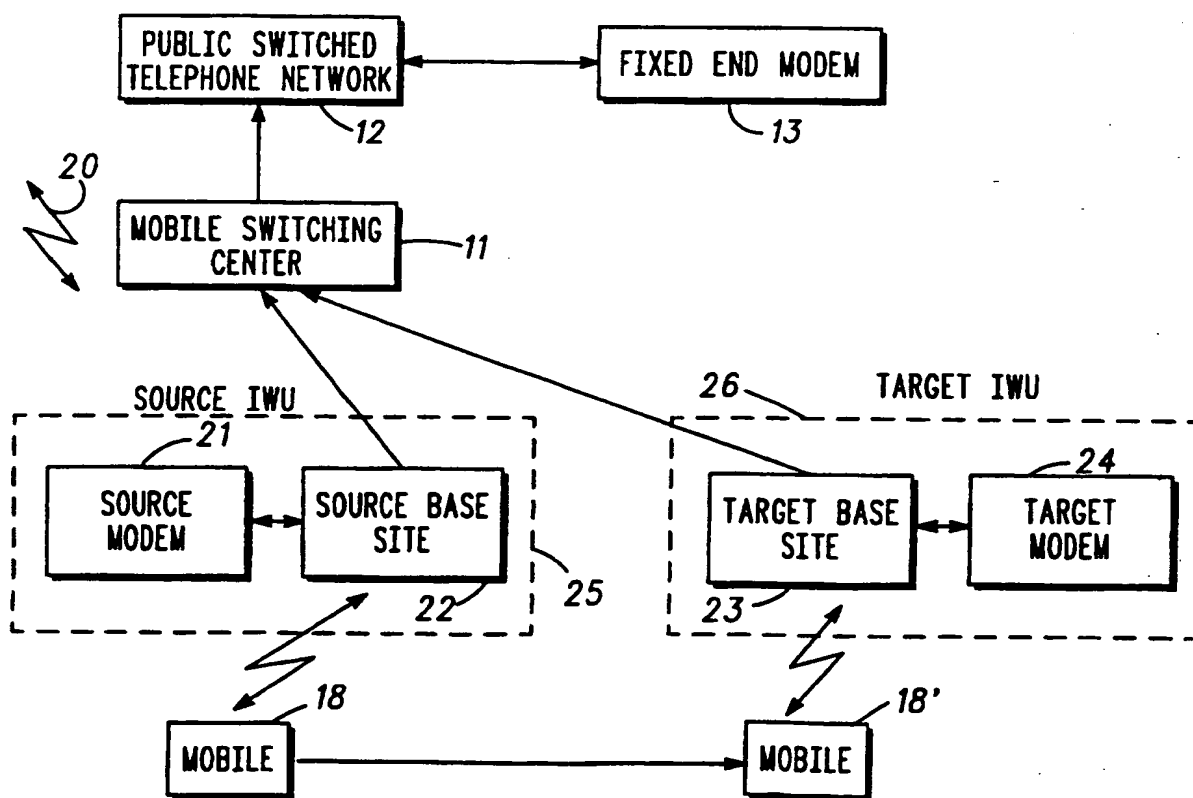 PUBLIC SWITCHED
TELEPHONE NETWORK
12
FIXED END MODEM
13
20
MOBILE SWITCHING
CENTER
11
SOURCE IWU
21
SOURCE
MODEM
SOURCE BASE
SITE
22
25
26
TARGET IWU
24
TARGET BASE
SITE
23
TARGET
MODEM
18
MOBILE
18'
MOBILE